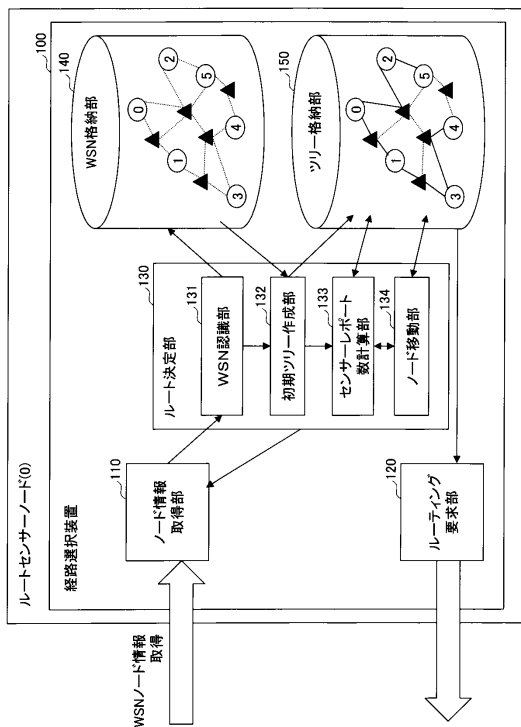 ルートセンサーノード(0)
経路選択装置
100
WSNノード情報
取得
110
ノード情報
取得部
120
ルーティング
要求部
130
ルート決定部
131
WSN認識部
132
初期ツリー作成部
133
センサーレポート
数計算部
134
ノード移動部
140
WSN格納部
0
1
2
3
4
5
150
ツリー格納部
0
1
2
3
4
5